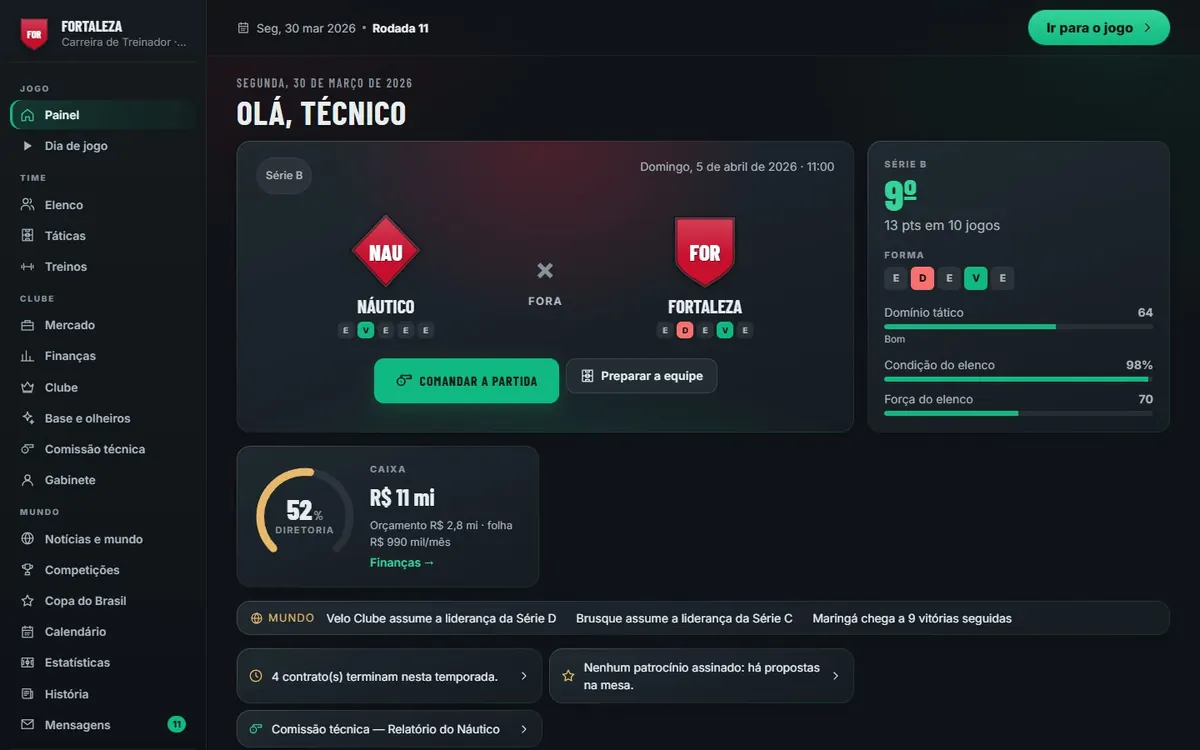 FOR
FORTALEZA
Carreira de Treinador ·...
JOGO
Painel
Dia de jogo
TIME
Elenco
Táticas
Treinos
CLUBE
Mercado
Finanças
Clube
Base e olheiros
Comissão técnica
Gabinete
MUNDO
Notícias e mundo
Competições
Copa do Brasil
Calendário
Estatísticas
História
Mensagens 11
Seg, 30 mar 2026 • Rodada 11
Ir para o jogo
SEGUNDA, 30 DE MARÇO DE 2026
OLÁ, TÉCNICO
Série B
Domingo, 5 de abril de 2026 · 11:00
NAU
FOR
×
FORA
NÁUTICO
FORTALEZA
E V E E E
E D E V E
COMANDAR A PARTIDA
Preparar a equipe
SÉRIE B
9º
13 pts em 10 jogos
FORMA
E D E V E
Domínio tático 64
Bom
Condição do elenco 98%
Força do elenco 70
52%
DIRETORIA
CAIXA
R$ 11 mi
Orçamento R$ 2,8 mi · folha
R$ 990 mil/mês
Finanças →
MUNDO Velo Clube assume a liderança da Série D Brusque assume a liderança da Série C Maringá chega a 9 vitórias seguidas
4 contrato(s) terminam nesta temporada.
Nenhum patrocínio assinado: há propostas
na mesa.
Comissão técnica — Relatório do Náutico